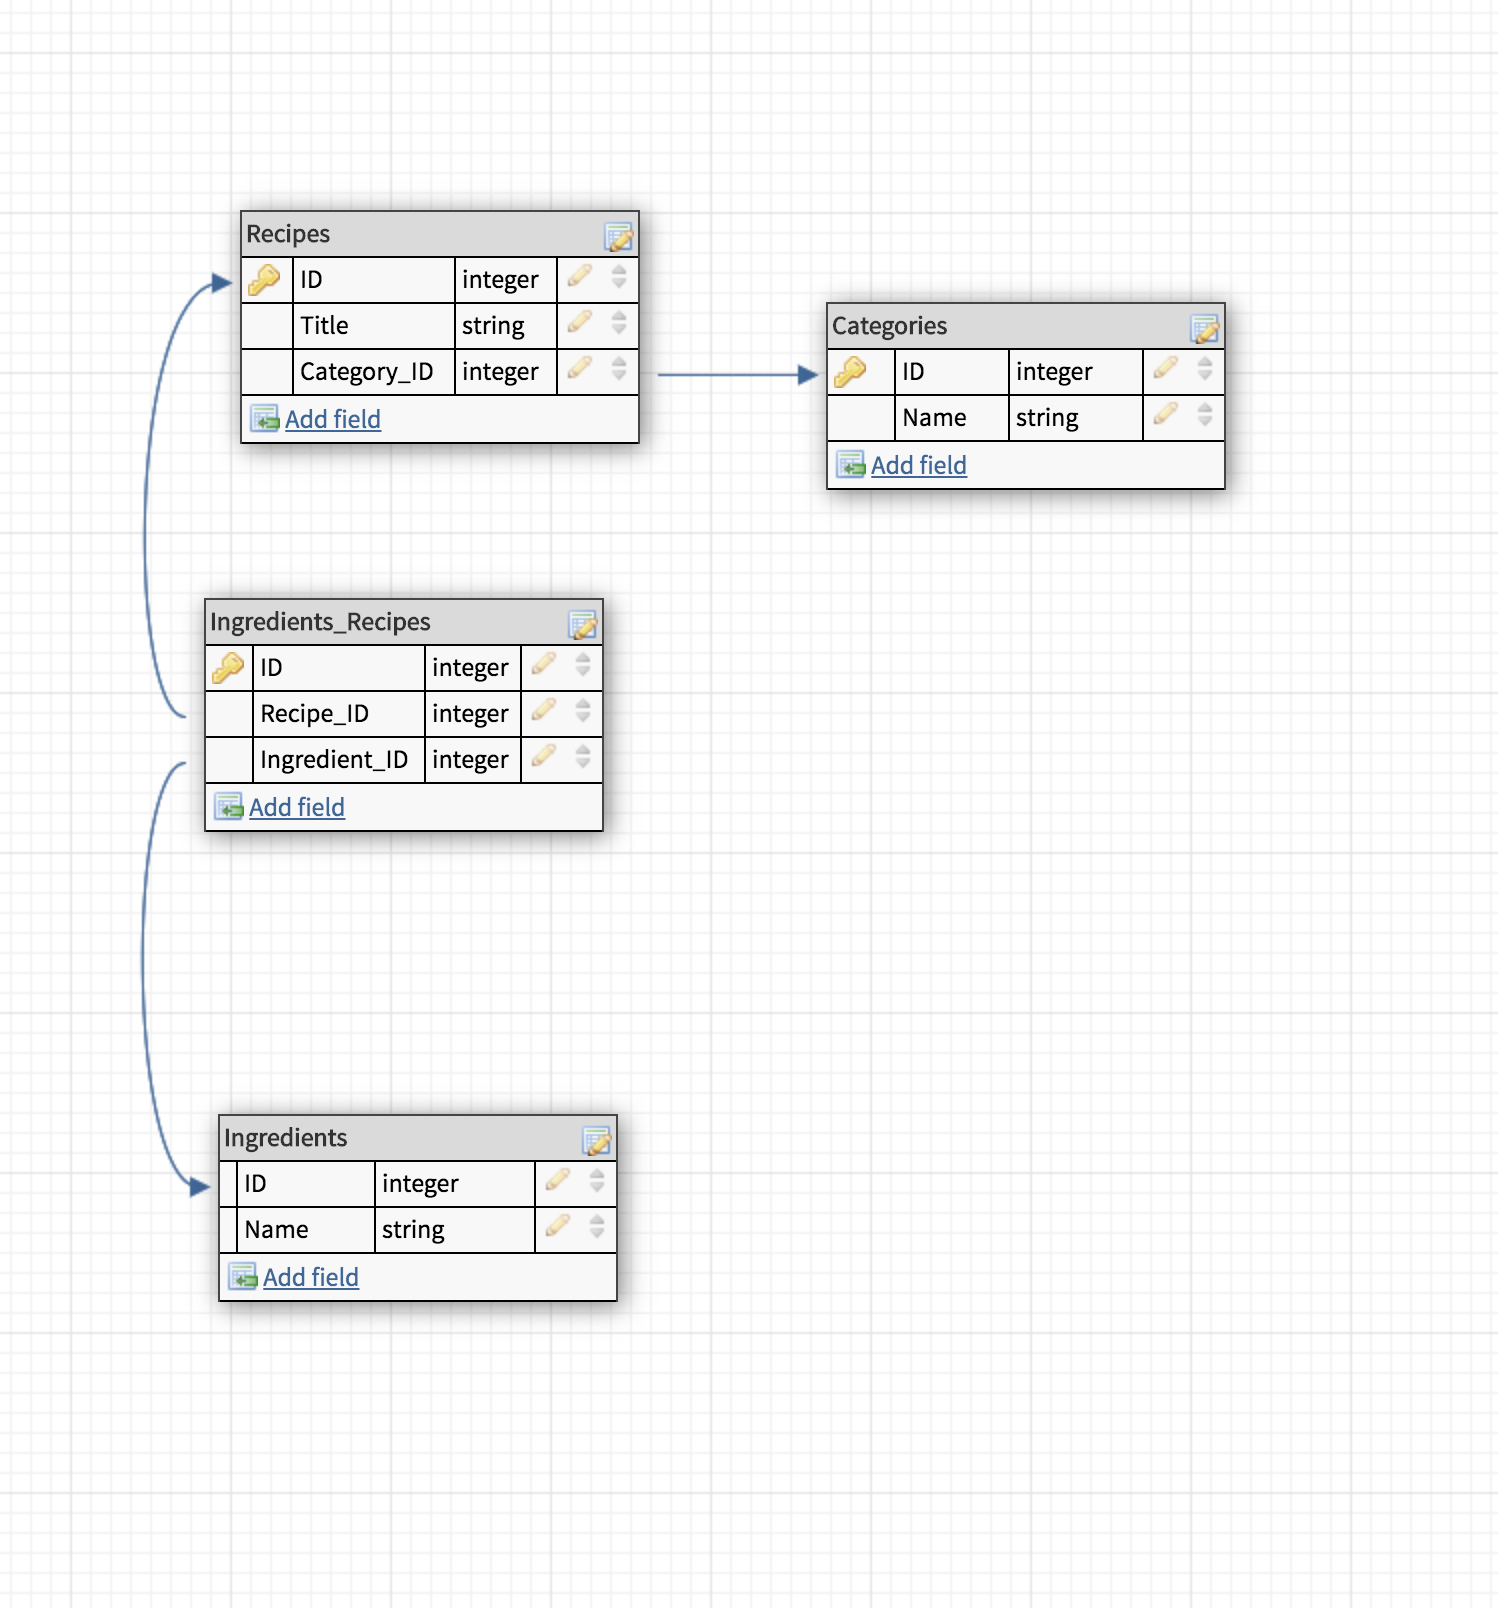 Recipes
ID integer
Title string
Category_ID integer
Add field
Categories
ID integer
Name string
Add field
Ingredients_Recipes
ID integer
Recipe_ID integer
Ingredient_ID integer
Add field
Ingredients
ID integer
Name string
Add field